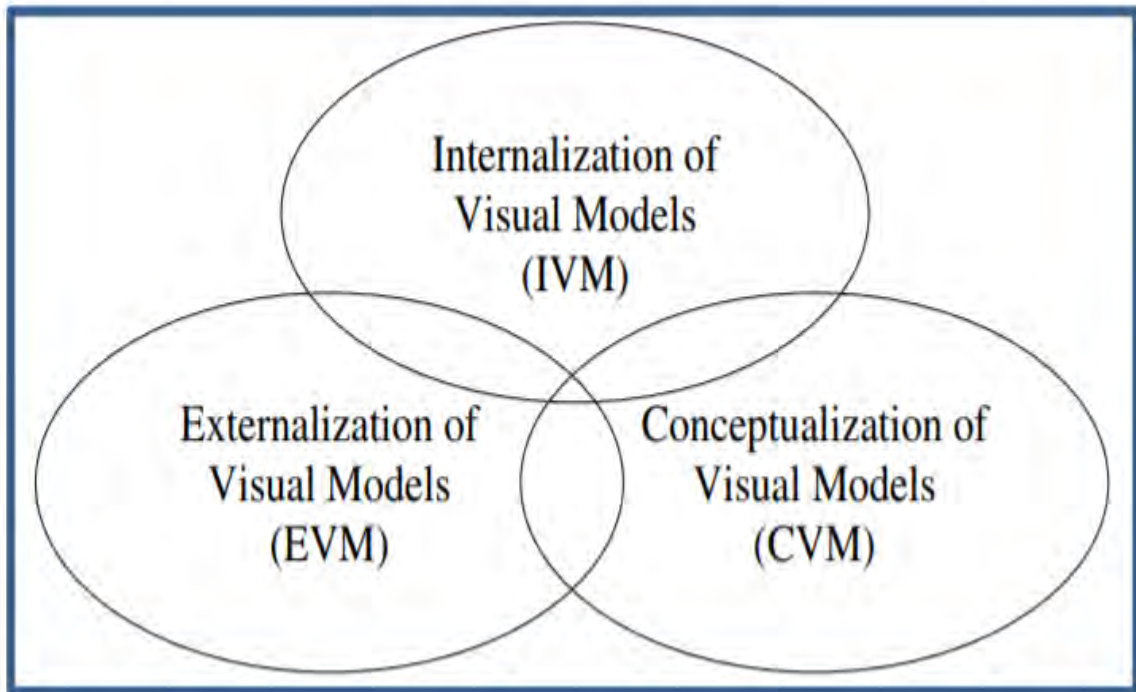 Internalization of
Visual Models
(IVM)
Externalization of
Visual Models
(EVM)
Conceptualization of
Visual Models
(CVM)